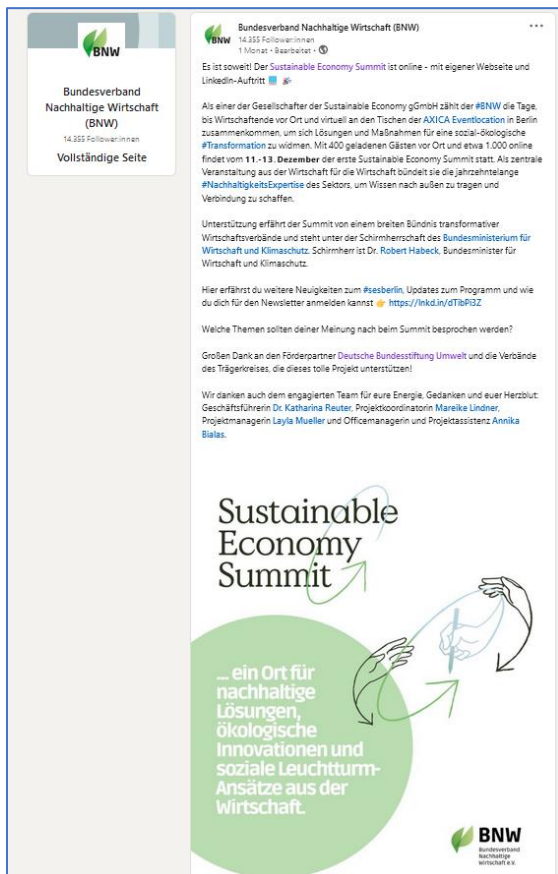 BNW
Bundesverband
Nachhaltige Wirtschaft
(BNW)
14.355 Follower:innen
Vollständige Seite
BNW
Bundesverband Nachhaltige Wirtschaft (BNW)
14.355 Follower:innen
1 Monat • Bearbeitet •
Es ist soweit! Der Sustainable Economy Summit ist online - mit eigener Webseite und
LinkedIn-Auftritt
Als einer der Gesellschafter der Sustainable Economy gGmbH zählt der #BNW die Tage,
bis Wirtschaftende vor Ort und virtuell an den Tischen der AXICA Eventlocation in Berlin
zusammenkommen, um sich Lösungen und Maßnahmen für eine sozial-ökologische
#Transformation zu widmen. Mit 400 geladenen Gästen vor Ort und etwa 1.000 online
findet vom 11.-13. Dezember der erste Sustainable Economy Summit statt. Als zentrale
Veranstaltung aus der Wirtschaft für die Wirtschaft bündelt sie die jahrzehntelange
#NachhaltigkeitsExpertise des Sektors, um Wissen nach außen zu tragen und
Verbindung zu schaffen.
Unterstützung erfährt der Summit von einem breiten Bündnis transformativer
Wirtschaftsverbände und steht unter der Schirmherrschaft des Bundesministerium für
Wirtschaft und Klimaschutz. Schirmherr ist Dr. Robert Habeck, Bundesminister für
Wirtschaft und Klimaschutz.
Hier erfährst du weitere Neuigkeiten zum #sesberlin, Updates zum Programm und wie
du dich für den Newsletter anmelden kannst 👉 https://lnkd.in/dTibPi3Z
Welche Themen sollten deiner Meinung nach beim Summit besprochen werden?
Großen Dank an den Förderpartner Deutsche Bundesstiftung Umwelt und die Verbände
des Trägerkreises, die dieses tolle Projekt unterstützen!
Wir danken auch dem engagierten Team für eure Energie, Gedanken und euer Herzblut:
Geschäftsführerin Dr. Katharina Reuter, Projektkoordinatorin Mareike Lindner,
Projektmanagerin Layla Mueller und Officemanagerin und Projektassistenz Annika
Bialas.
Sustainable
Economy
Summit
... ein Ort für
nachhaltige
Lösungen,
ökologische
Innovationen und
soziale Leuchtturm-
Ansätze aus der
Wirtschaft.
BNW
Bundesverband
Nachhaltige
Wirtschaft e.V.